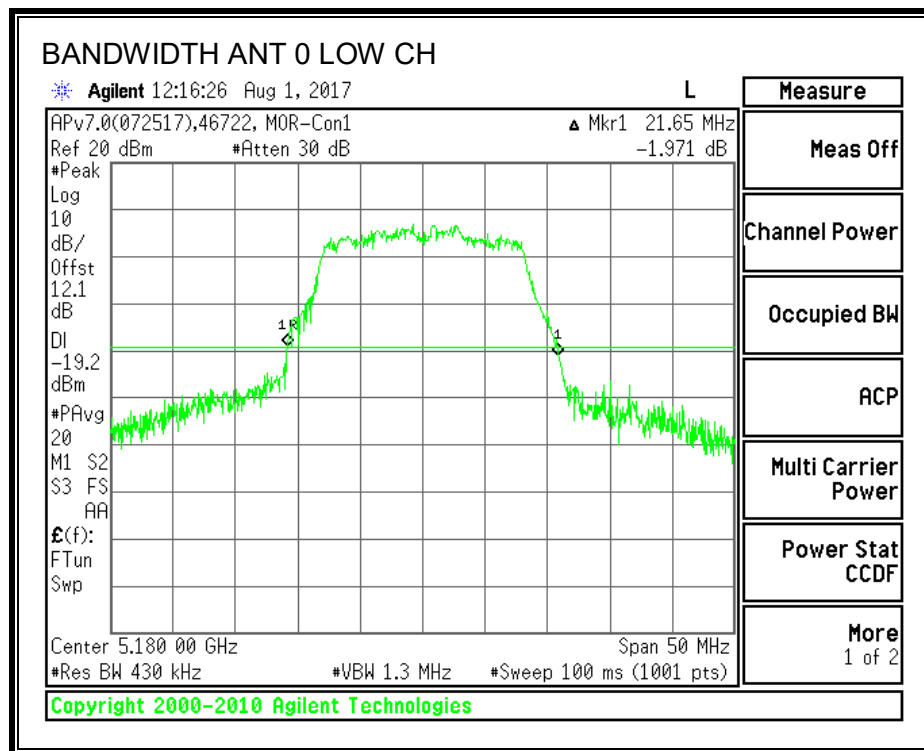 BANDWIDTH ANT 0 LOW CH
Agilent 12:16:26 Aug 1, 2017 L
APv7.0(072517),46722, MOR-Con1 Δ Mkr1 21.65 MHz
Ref 20 dBm #Atten 30 dB -1.971 dB
#Peak
Log
10
dB/
Offst
12.1
dB
DI
-19.2
dBm
#PAvg
20
M1 S2
S3 FS
AA
£(f):
FTun
Swp
1R
1
Center 5.180 00 GHz Span 50 MHz
#Res BW 430 kHz #VBW 1.3 MHz #Sweep 100 ms (1001 pts)
Copyright 2000-2010 Agilent Technologies
Measure
Meas Off
Channel Power
Occupied BW
ACP
Multi Carrier
Power
Power Stat
CCDF
More
1 of 2